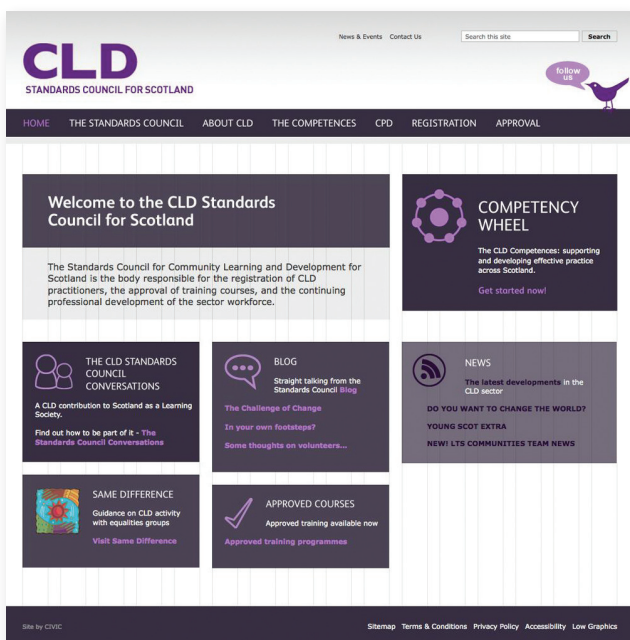 News & Events Contact Us
Search this site
Search
CLD
STANDARDS COUNCIL FOR SCOTLAND
follow
us
HOME THE STANDARDS COUNCIL ABOUT CLD THE COMPETENCES CPD REGISTRATION APPROVAL
Welcome to the CLD Standards
Council for Scotland
The Standards Council for Community Learning and Development for
Scotland is the body responsible for the registration of CLD
practitioners, the approval of training courses, and the continuing
professional development of the sector workforce.
COMPETENCY
WHEEL
The CLD Competences: supporting
and developing effective practice
across Scotland.
Get started now!
THE CLD STANDARDS
COUNCIL
CONVERSATIONS
A CLD contribution to Scotland as a Learning
Society.
Find out how to be part of it - The
Standards Council Conversations
BLOG
Straight talking from the
Standards Council Blog
The Challenge of Change
In your own footsteps?
Some thoughts on volunteers...
NEWS
The latest developments in the
CLD sector
DO YOU WANT TO CHANGE THE WORLD?
YOUNG SCOT EXTRA
NEW! LTS COMMUNITIES TEAM NEWS
SAME DIFFERENCE
Guidance on CLD activity
with equalities groups
Visit Same Difference
APPROVED COURSES
Approved training available now
Approved training programmes
Site by CIVIC
Sitemap Terms & Conditions Privacy Policy Accessibility Low Graphics